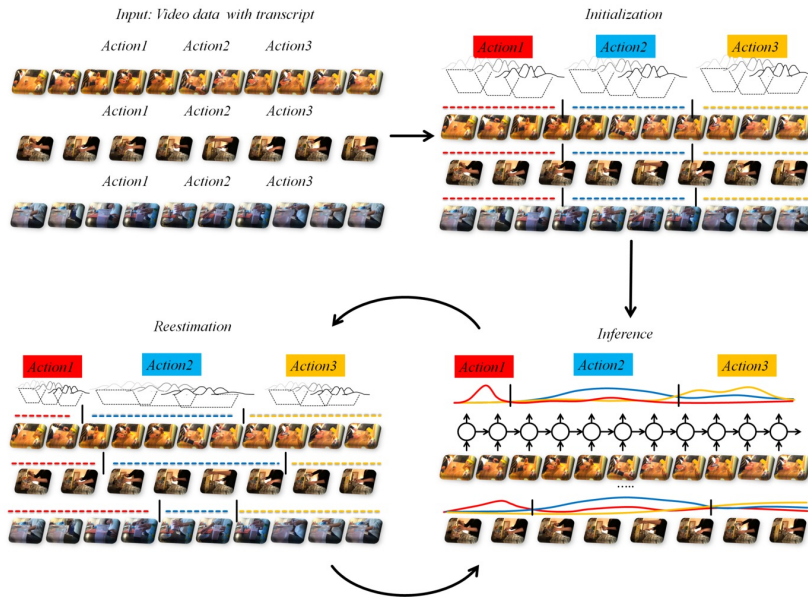 Input: Video data with transcript
Action1 Action2 Action3
Action1 Action2 Action3
Action1 Action2 Action3
Initialization
Action1 Action2 Action3
Reestimation
Action1 Action2 Action3
Inference
Action1 Action2 Action3
.....